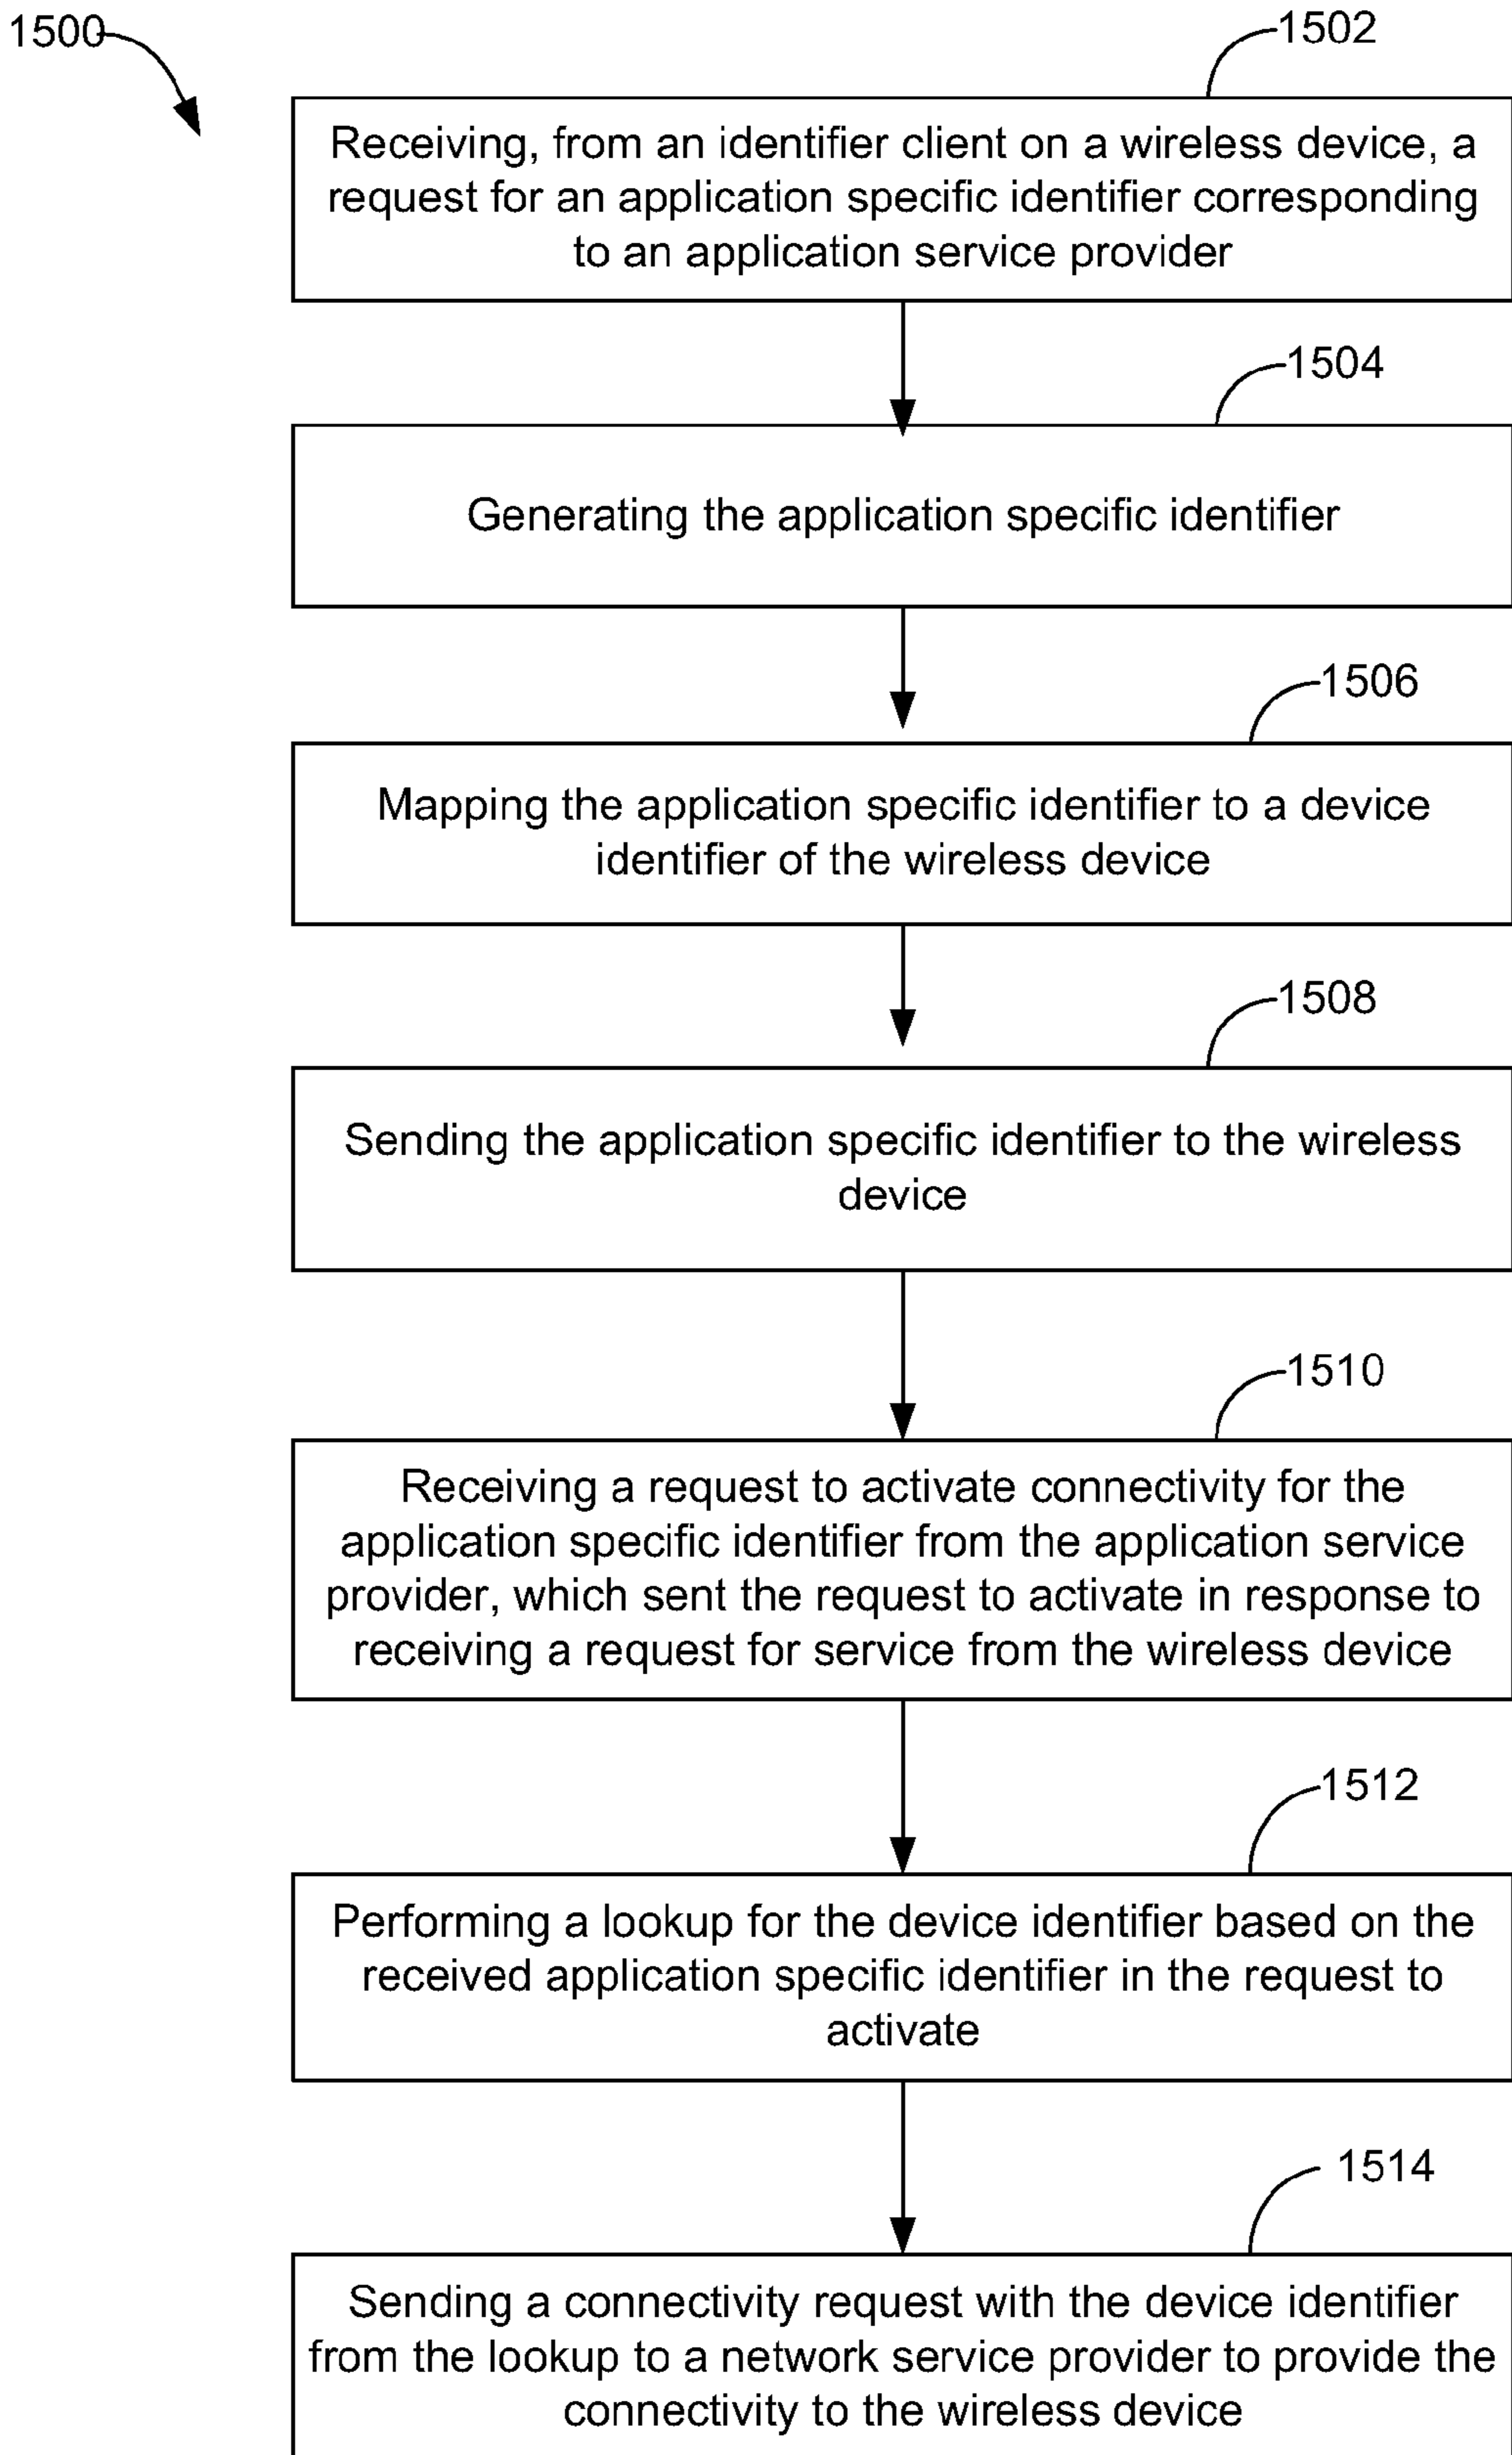 1500
1502
Receiving, from an identifier client on a wireless device, a
request for an application specific identifier corresponding
to an application service provider
1504
Generating the application specific identifier
1506
Mapping the application specific identifier to a device
identifier of the wireless device
1508
Sending the application specific identifier to the wireless
device
1510
Receiving a request to activate connectivity for the
application specific identifier from the application service
provider, which sent the request to activate in response to
receiving a request for service from the wireless device
1512
Performing a lookup for the device identifier based on the
received application specific identifier in the request to
activate
1514
Sending a connectivity request with the device identifier
from the lookup to a network service provider to provide the
connectivity to the wireless device